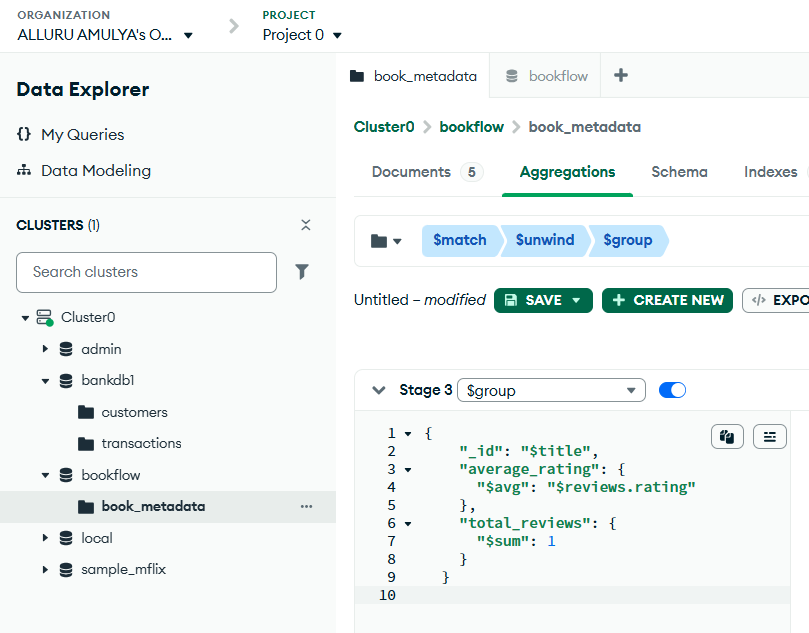 ORGANIZATION
ALLURU AMULYA's O...
PROJECT
Project 0
Data Explorer
My Queries
Data Modeling
CLUSTERS (1)
Search clusters
Cluster0
admin
bankdb1
customers
transactions
bookflow
book_metadata
local
sample_mflix
book_metadata
bookflow
Cluster0 > bookflow > book_metadata
Documents 5 Aggregations Schema Indexes
$match $unwind $group
Untitled – modified SAVE + CREATE NEW </> EXPO
Stage 3 $group
1 {
2 "_id": "$title",
3 "average_rating": {
4 "$avg": "$reviews.rating"
5 },
6 "total_reviews": {
7 "$sum": 1
8 }
9 }
10